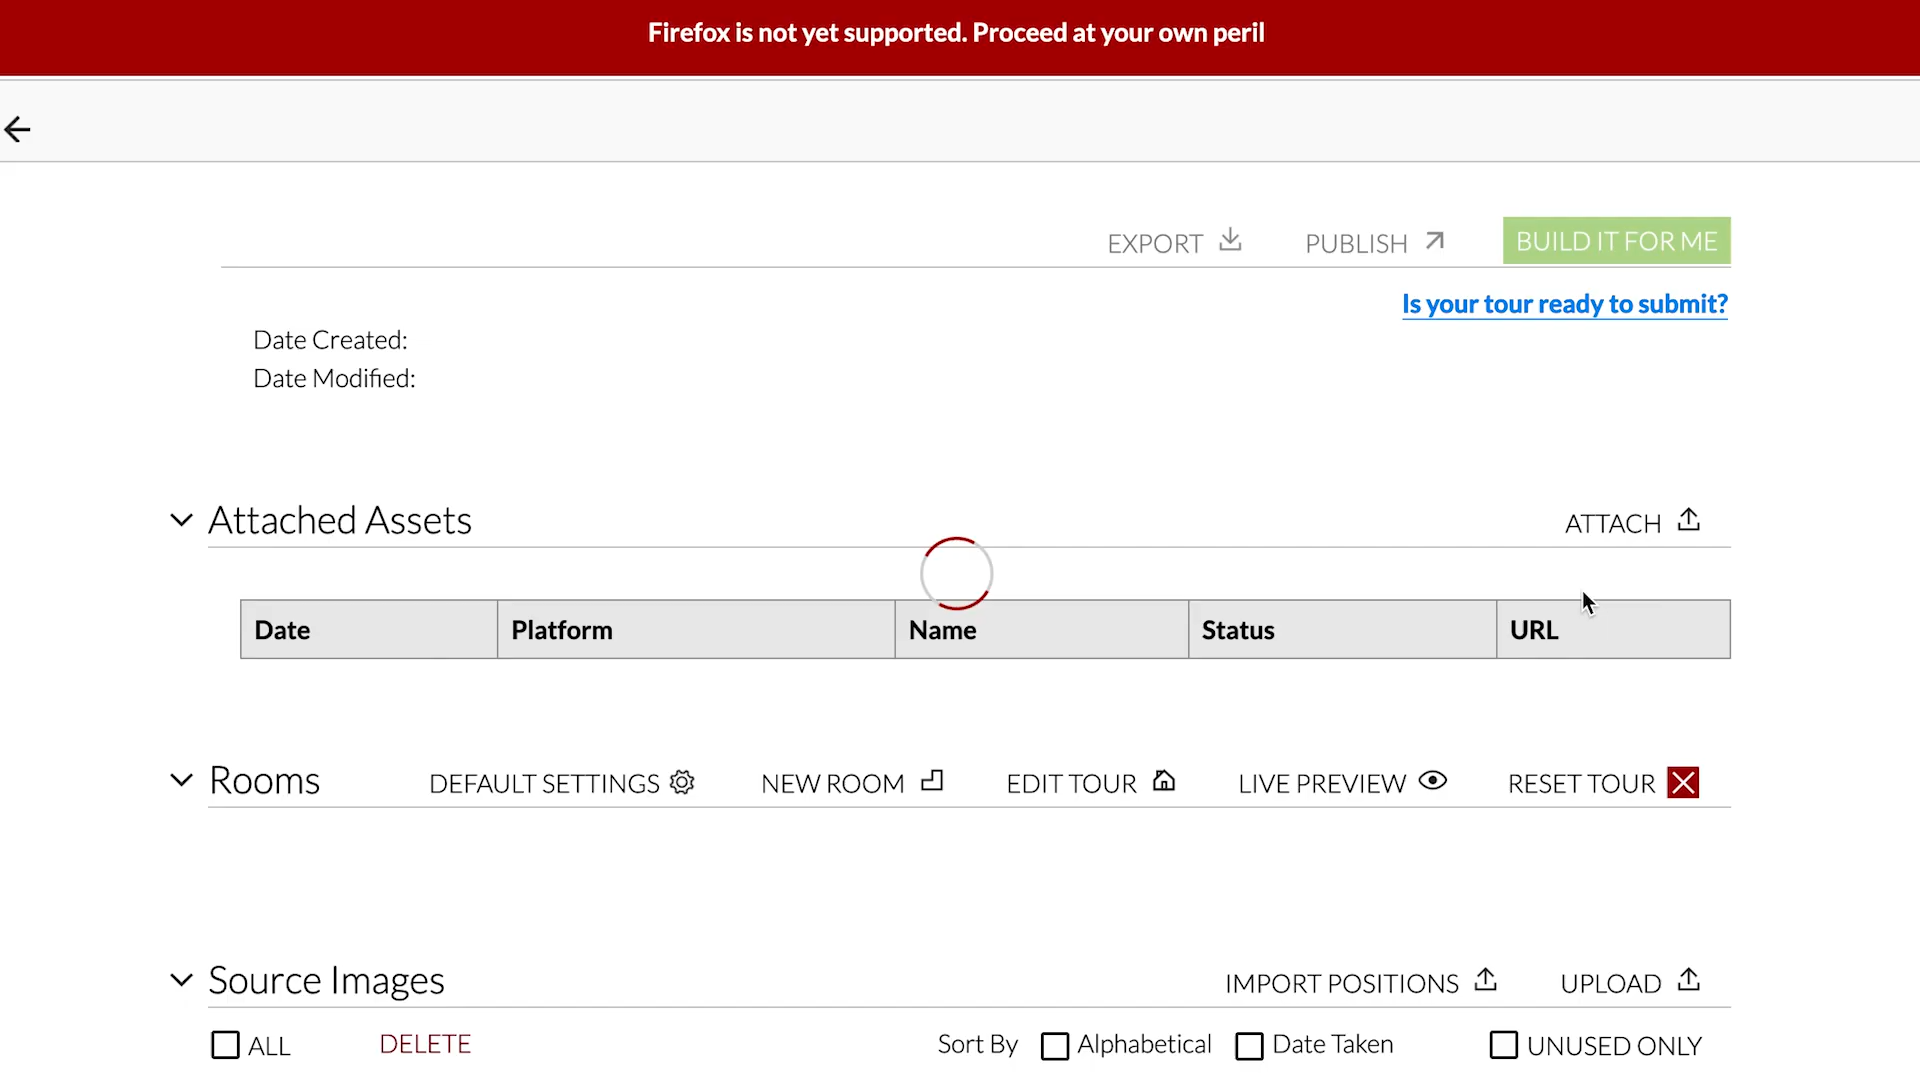 Firefox is not yet supported. Proceed at your own peril
EXPORT PUBLISH BUILD IT FOR ME
Is your tour ready to submit?
Date Created:
Date Modified:
Attached Assets ATTACH
Date Platform Name Status URL
Rooms DEFAULT SETTINGS NEW ROOM EDIT TOUR LIVE PREVIEW RESET TOUR
Source Images IMPORT POSITIONS UPLOAD
ALL DELETE Sort By Alphabetical Date Taken UNUSED ONLY